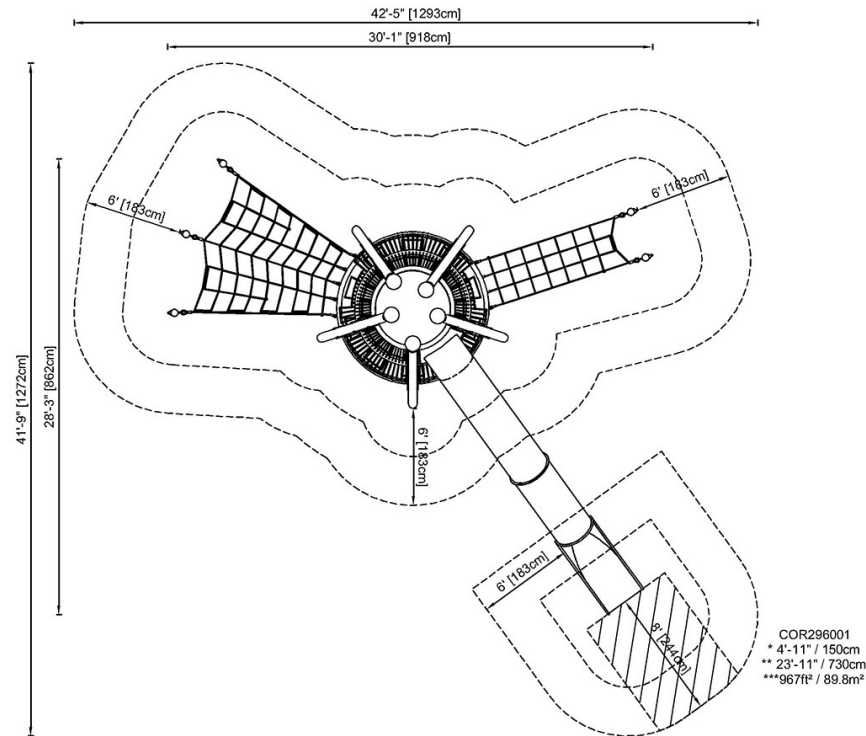 42'-5" [1293cm]
30'-1" [918cm]
6' [183cm]
6' [183cm]
41'-9" [1272cm]
28'-3" [862cm]
6' [183cm]
6' [183cm]
8' [244cm]
COR296001
* 4'-11" / 150cm
** 23'-11" / 730cm
***967ft² / 89.8m²